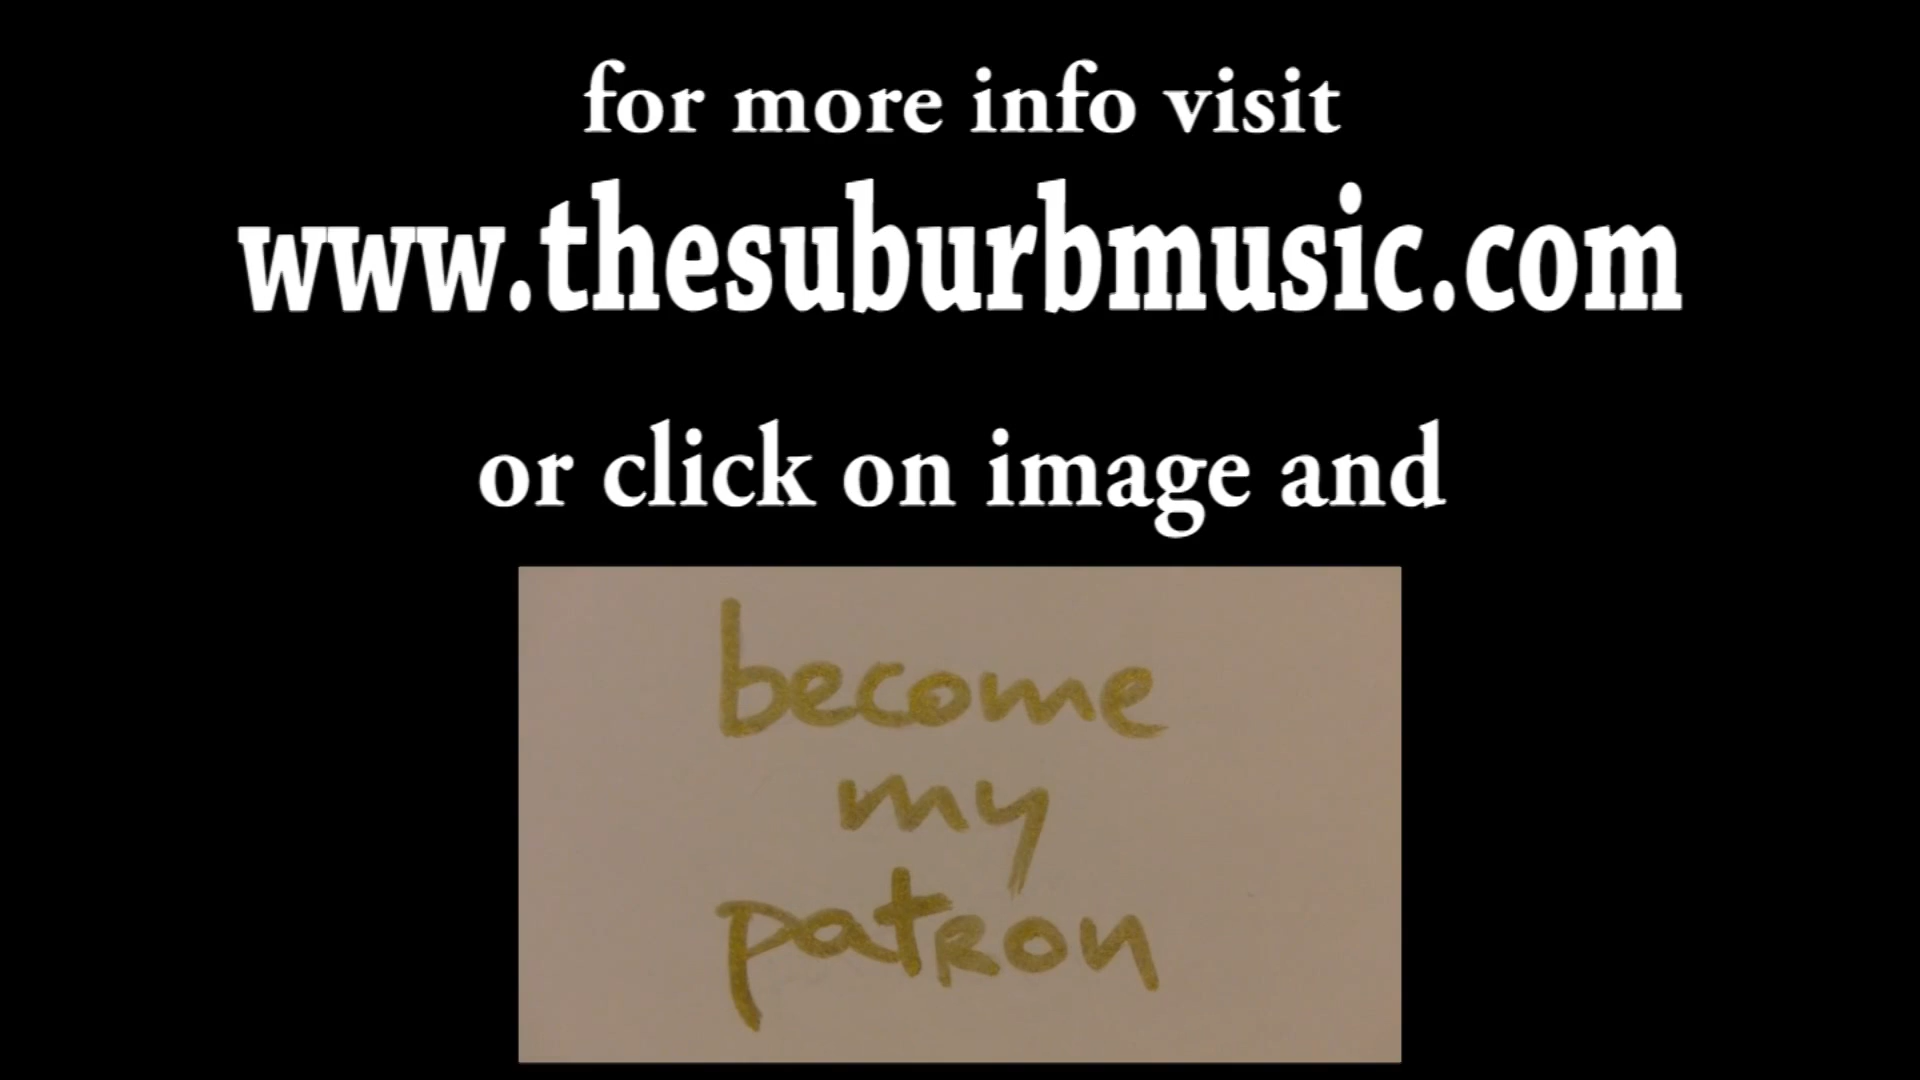 for more info visit
www.thesuburbmusic.com
or click on image and
become
my
patron